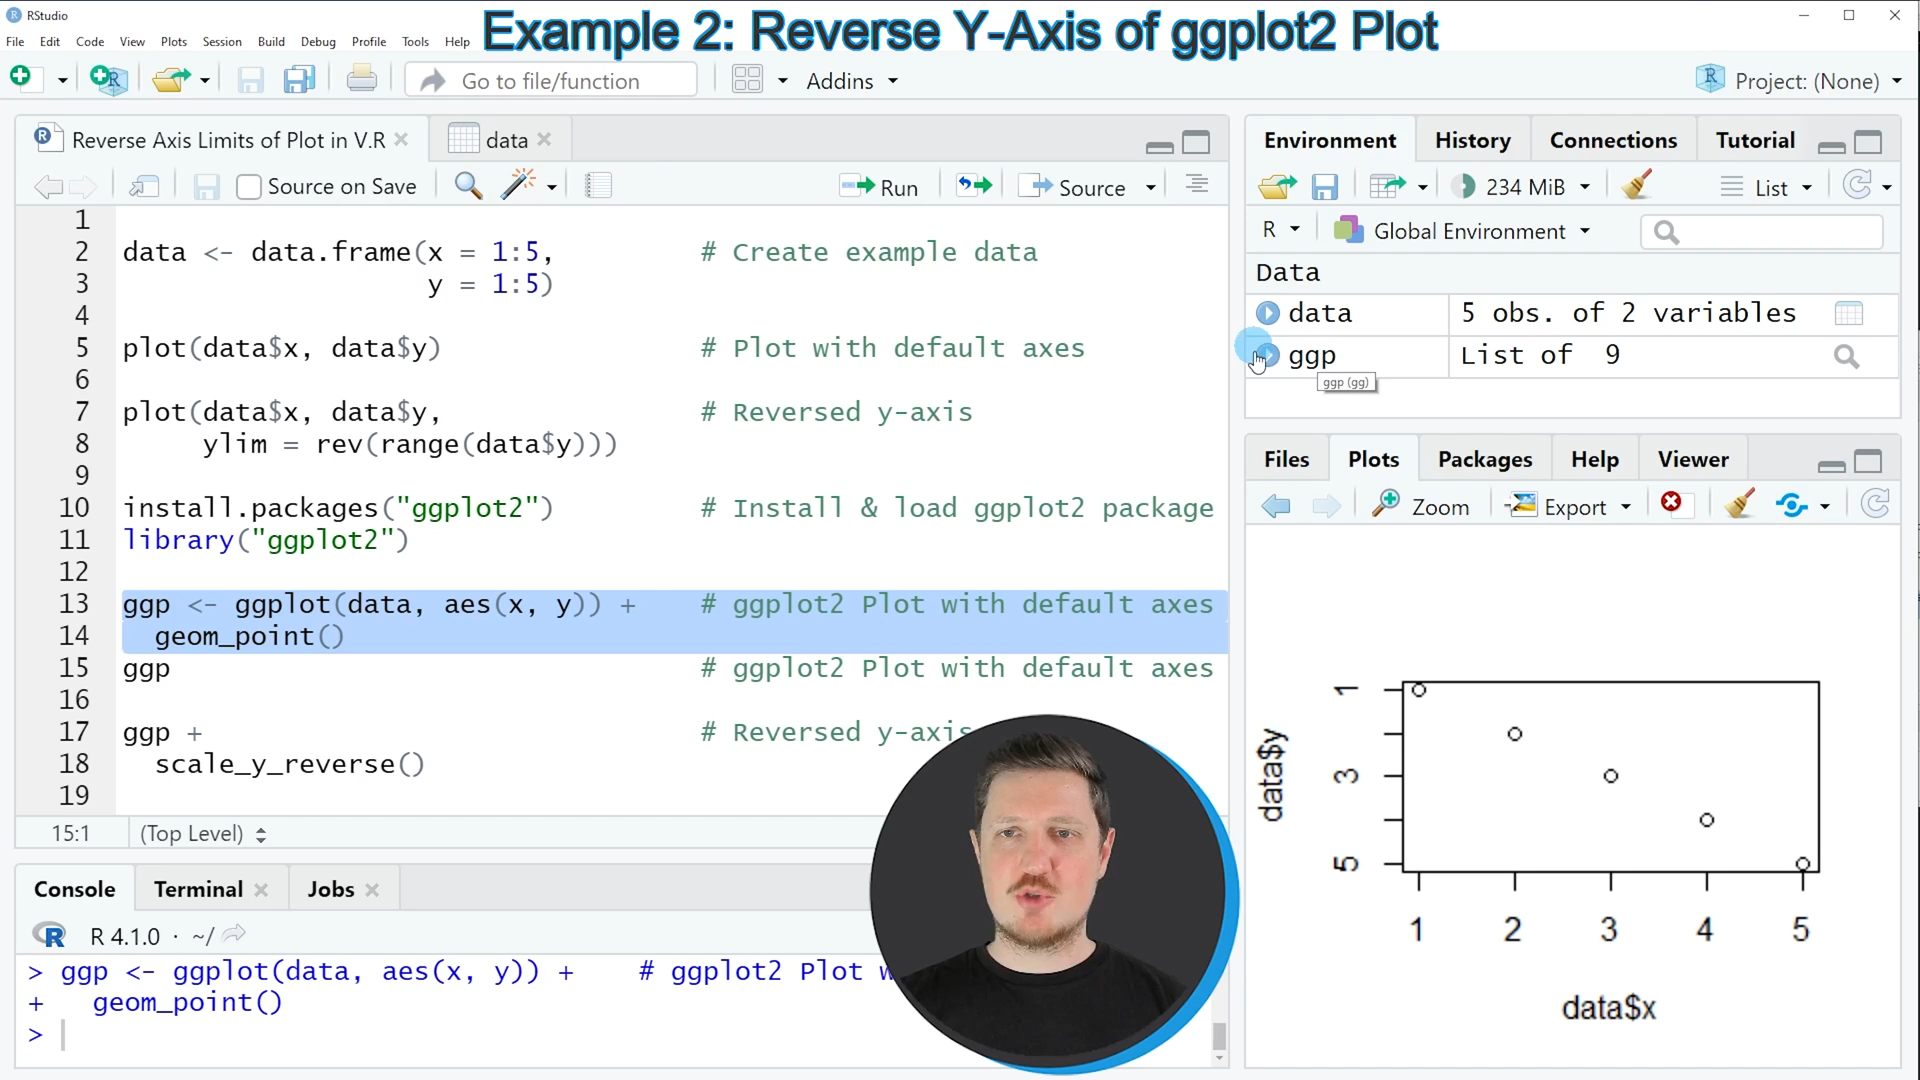 RStudio
Example 2: Reverse Y-Axis of ggplot2 Plot
File Edit Code View Plots Session Build Debug Profile Tools Help
Go to file/function
Addins
Project: (None)
Reverse Axis Limits of Plot in V.R
data
Source on Save
Run
Source
1
2 data <- data.frame(x = 1:5, # Create example data
3 y = 1:5)
4
5 plot(data$x, data$y) # Plot with default axes
6
7 plot(data$x, data$y, # Reversed y-axis
8 ylim = rev(range(data$y)))
9
10 install.packages("ggplot2") # Install & load ggplot2 package
11 library("ggplot2")
12
13 ggp <- ggplot(data, aes(x, y)) + # ggplot2 Plot with default axes
14 geom_point()
15 ggp # ggplot2 Plot with default axes
16
17 ggp + # Reversed y-axis
18 scale_y_reverse()
19
15:1 (Top Level)
Console Terminal Jobs
R 4.1.0 · ~/
> ggp <- ggplot(data, aes(x, y)) + # ggplot2 Plot
+ geom_point()
>
Environment History Connections Tutorial
234 MiB
List
R Global Environment
Data
data 5 obs. of 2 variables
ggp List of 9
ggp (gg)
Files Plots Packages Help Viewer
Zoom Export
data$y
1
3
5
1 2 3 4 5
data$x